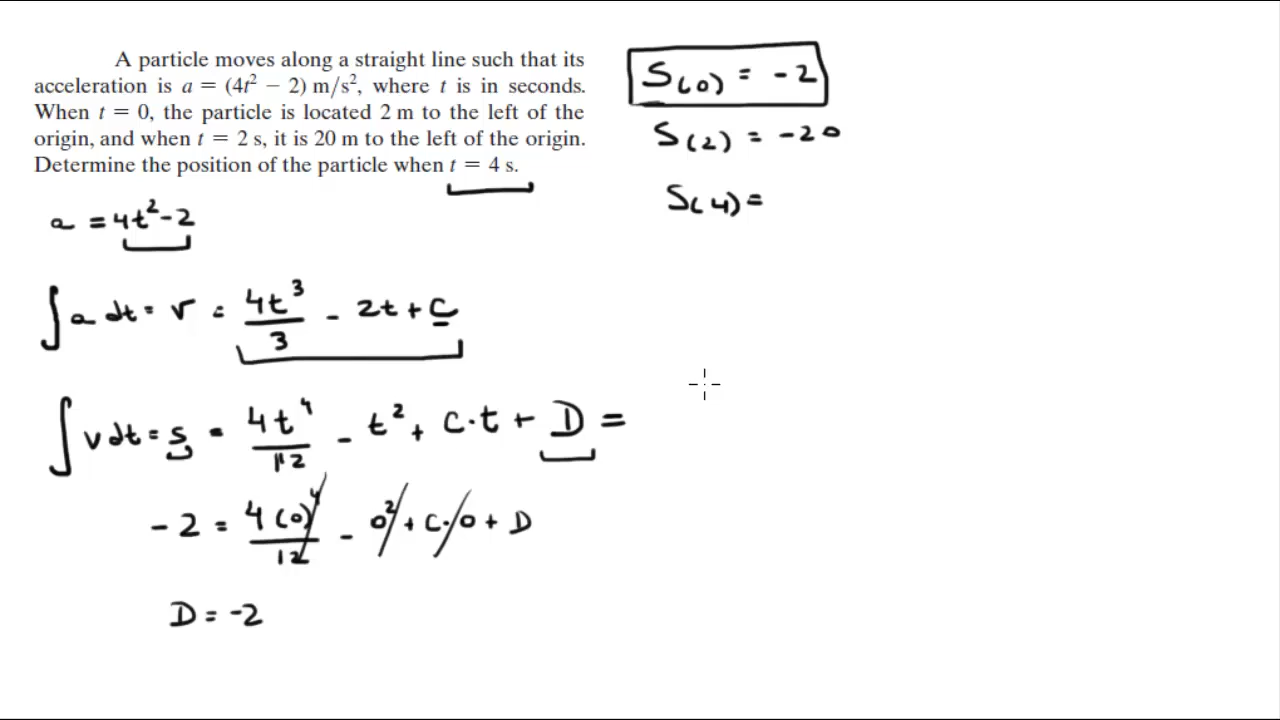 A particle moves along a straight line such that its
acceleration is a = (4t² − 2) m/s², where t is in seconds.
When t = 0, the particle is located 2 m to the left of the
origin, and when t = 2 s, it is 20 m to the left of the origin.
Determine the position of the particle when t = 4 s.
S(0) = -2
S(2) = -20
S(4) =
a = 4t² - 2
∫ a dt = v = 4t³/3 - 2t + C
∫ v dt = s = 4t⁴/12 - t² + C·t + D =
-2 = 4(0)⁴/12 - 0² + C·0 + D
D = -2